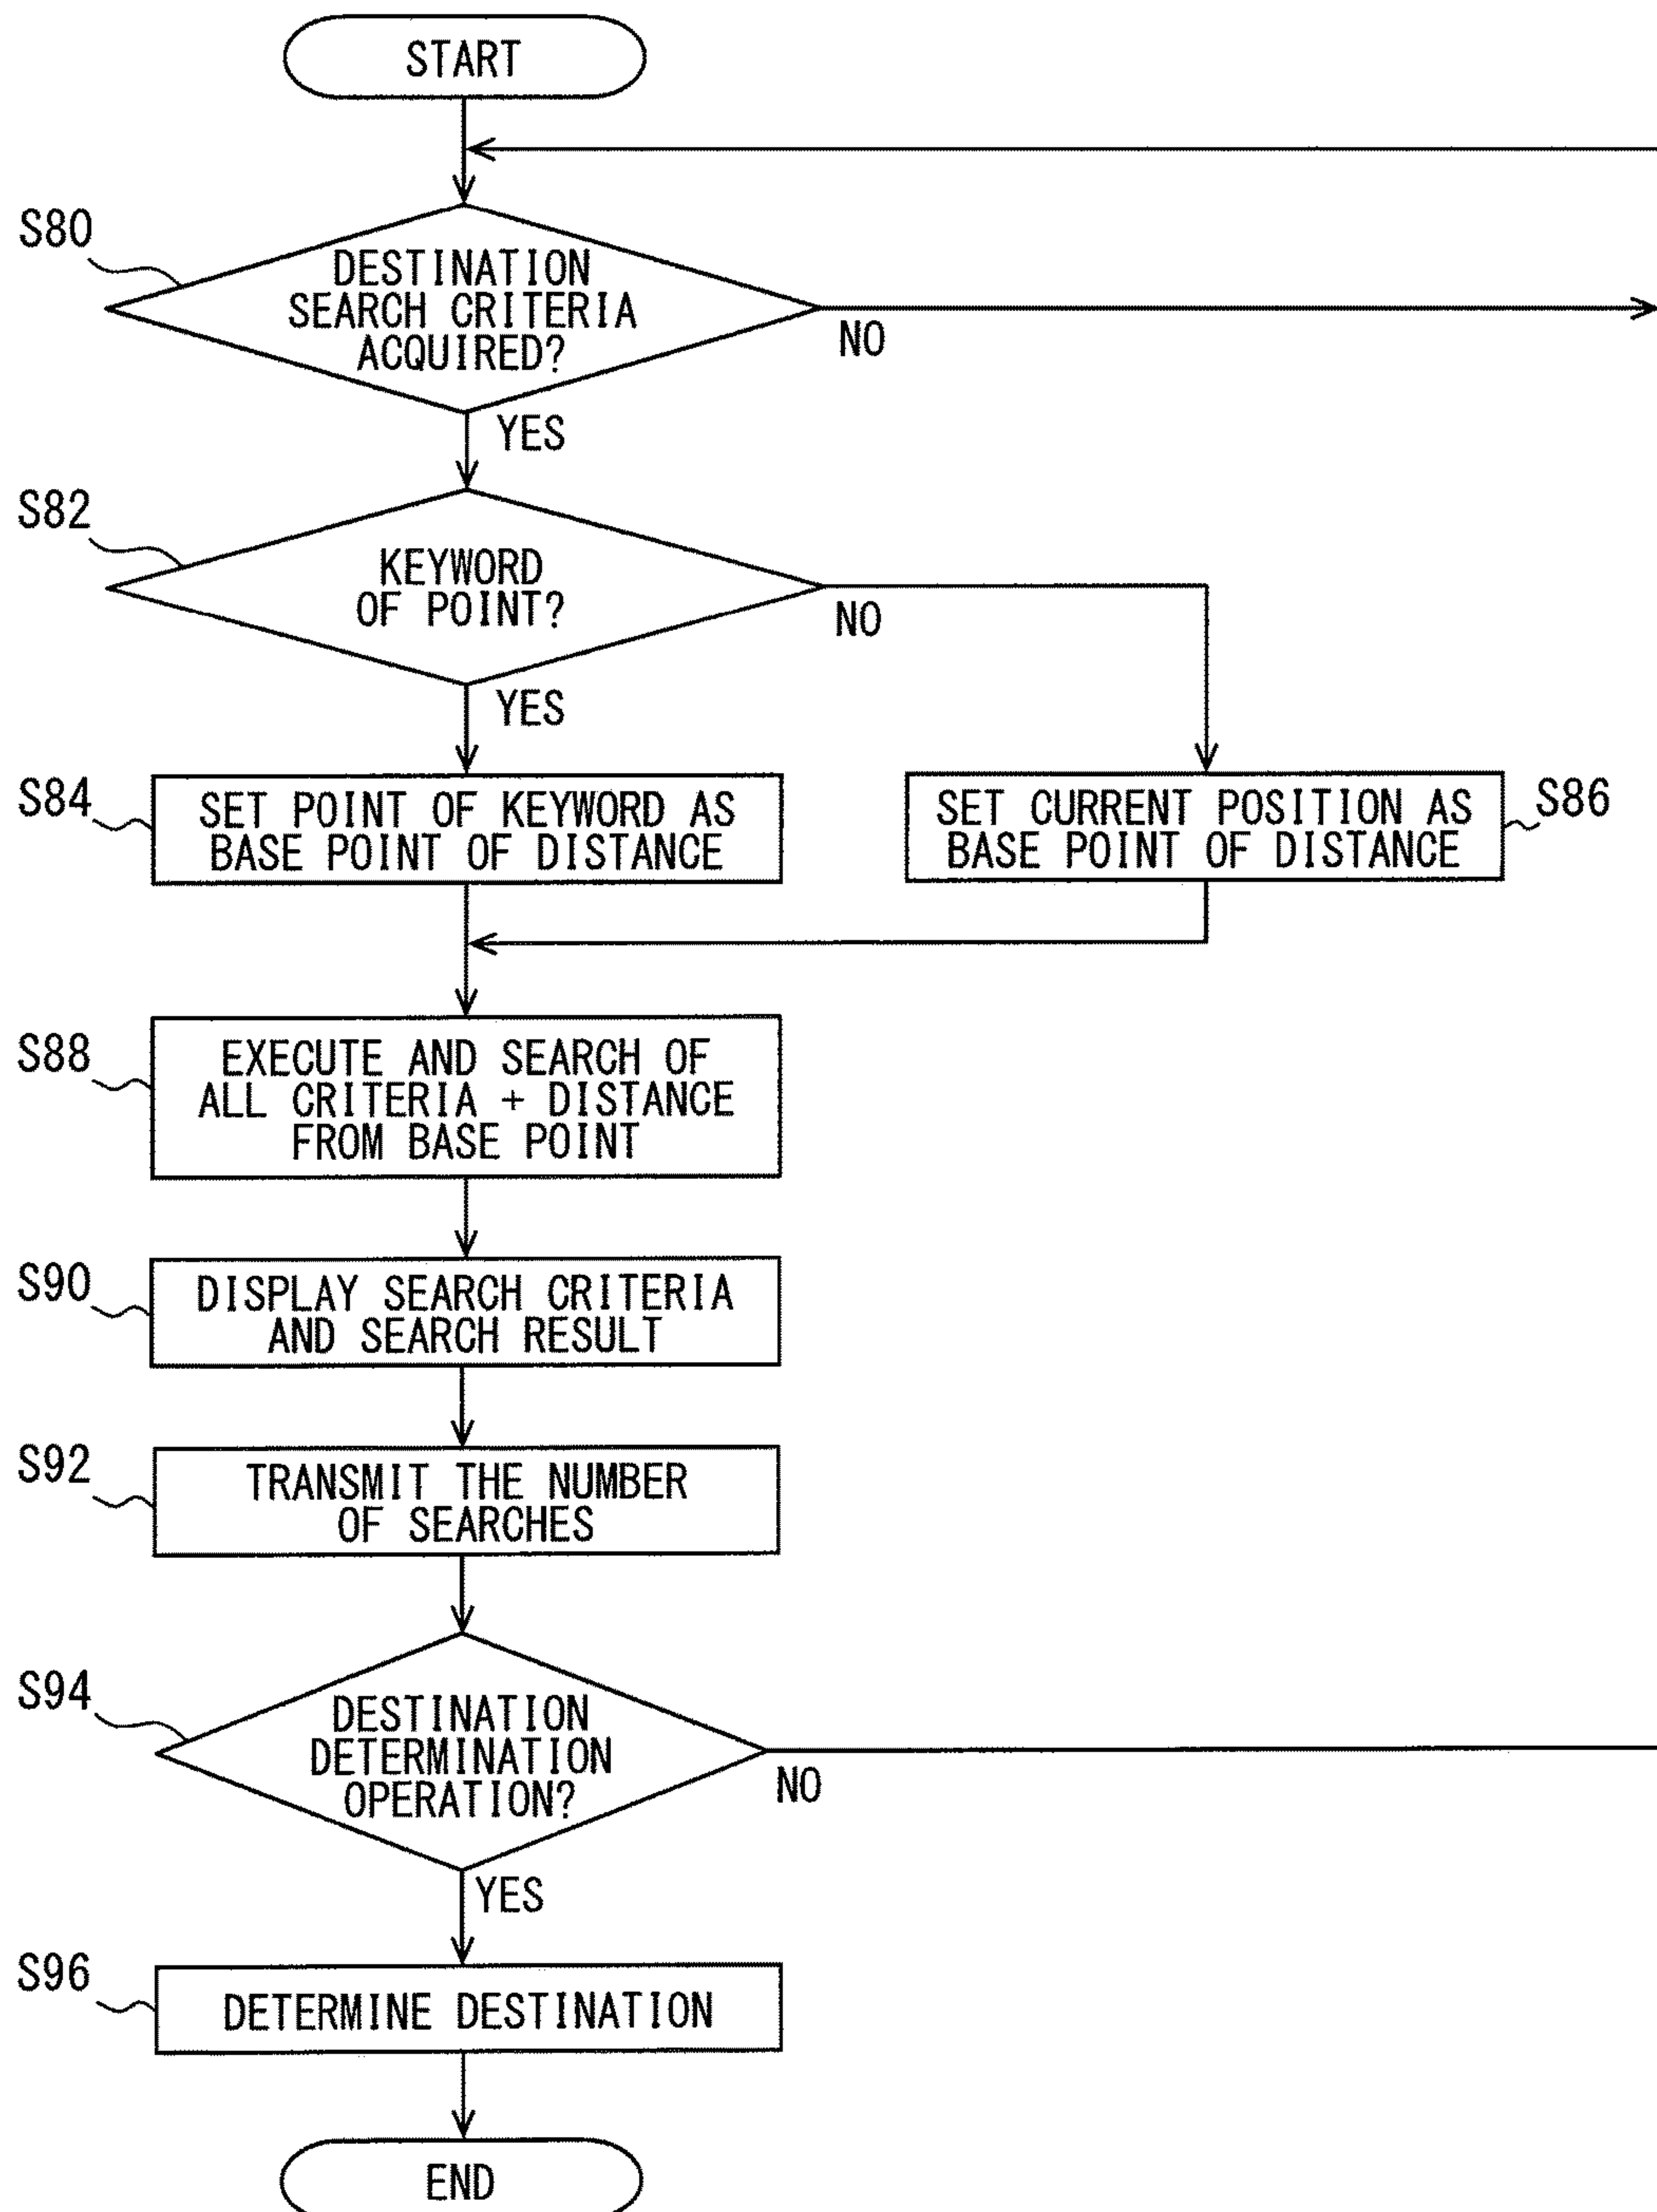 START
S80
DESTINATION
SEARCH CRITERIA
ACQUIRED?
NO
YES
S82
KEYWORD
OF POINT?
NO
YES
S84
SET POINT OF KEYWORD AS
BASE POINT OF DISTANCE
SET CURRENT POSITION AS
BASE POINT OF DISTANCE
S86
S88
EXECUTE AND SEARCH OF
ALL CRITERIA + DISTANCE
FROM BASE POINT
S90
DISPLAY SEARCH CRITERIA
AND SEARCH RESULT
S92
TRANSMIT THE NUMBER
OF SEARCHES
S94
DESTINATION
DETERMINATION
OPERATION?
NO
YES
S96
DETERMINE DESTINATION
END